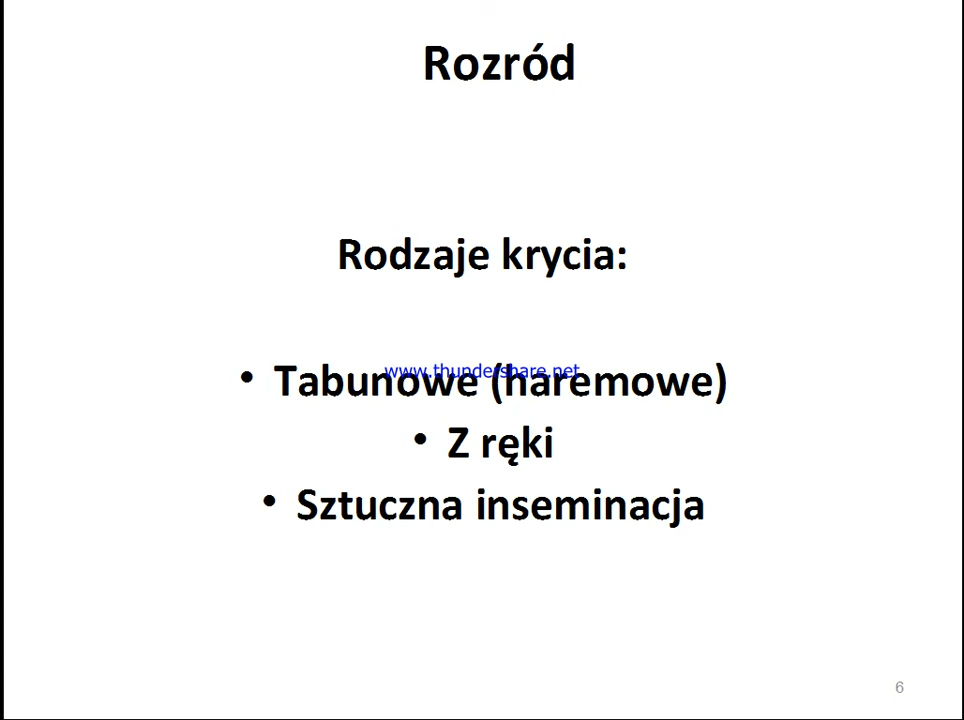 Rozród
Rodzaje krycia:
• Tabunowe (haremowe)
www.thundershare.net
• Z ręki
• Sztuczna inseminacja
6